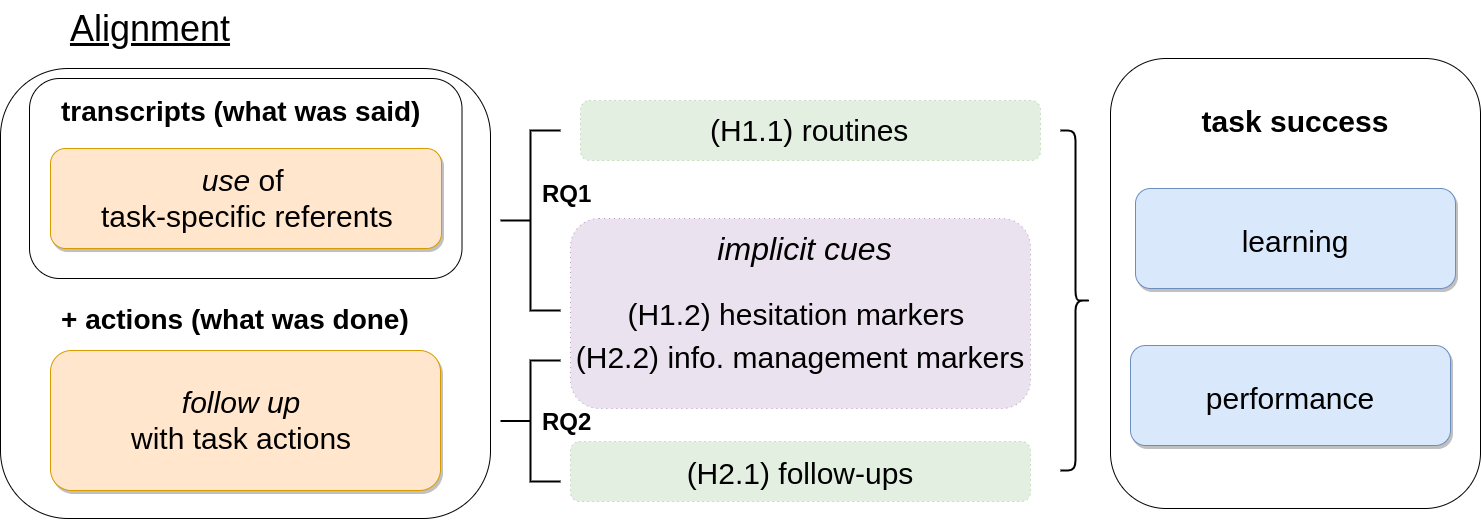 Alignment
transcripts (what was said)
use of
task-specific referents
+ actions (what was done)
follow up
with task actions
RQ1
(H1.1) routines
implicit cues
(H1.2) hesitation markers
(H2.2) info. management markers
RQ2
(H2.1) follow-ups
task success
learning
performance